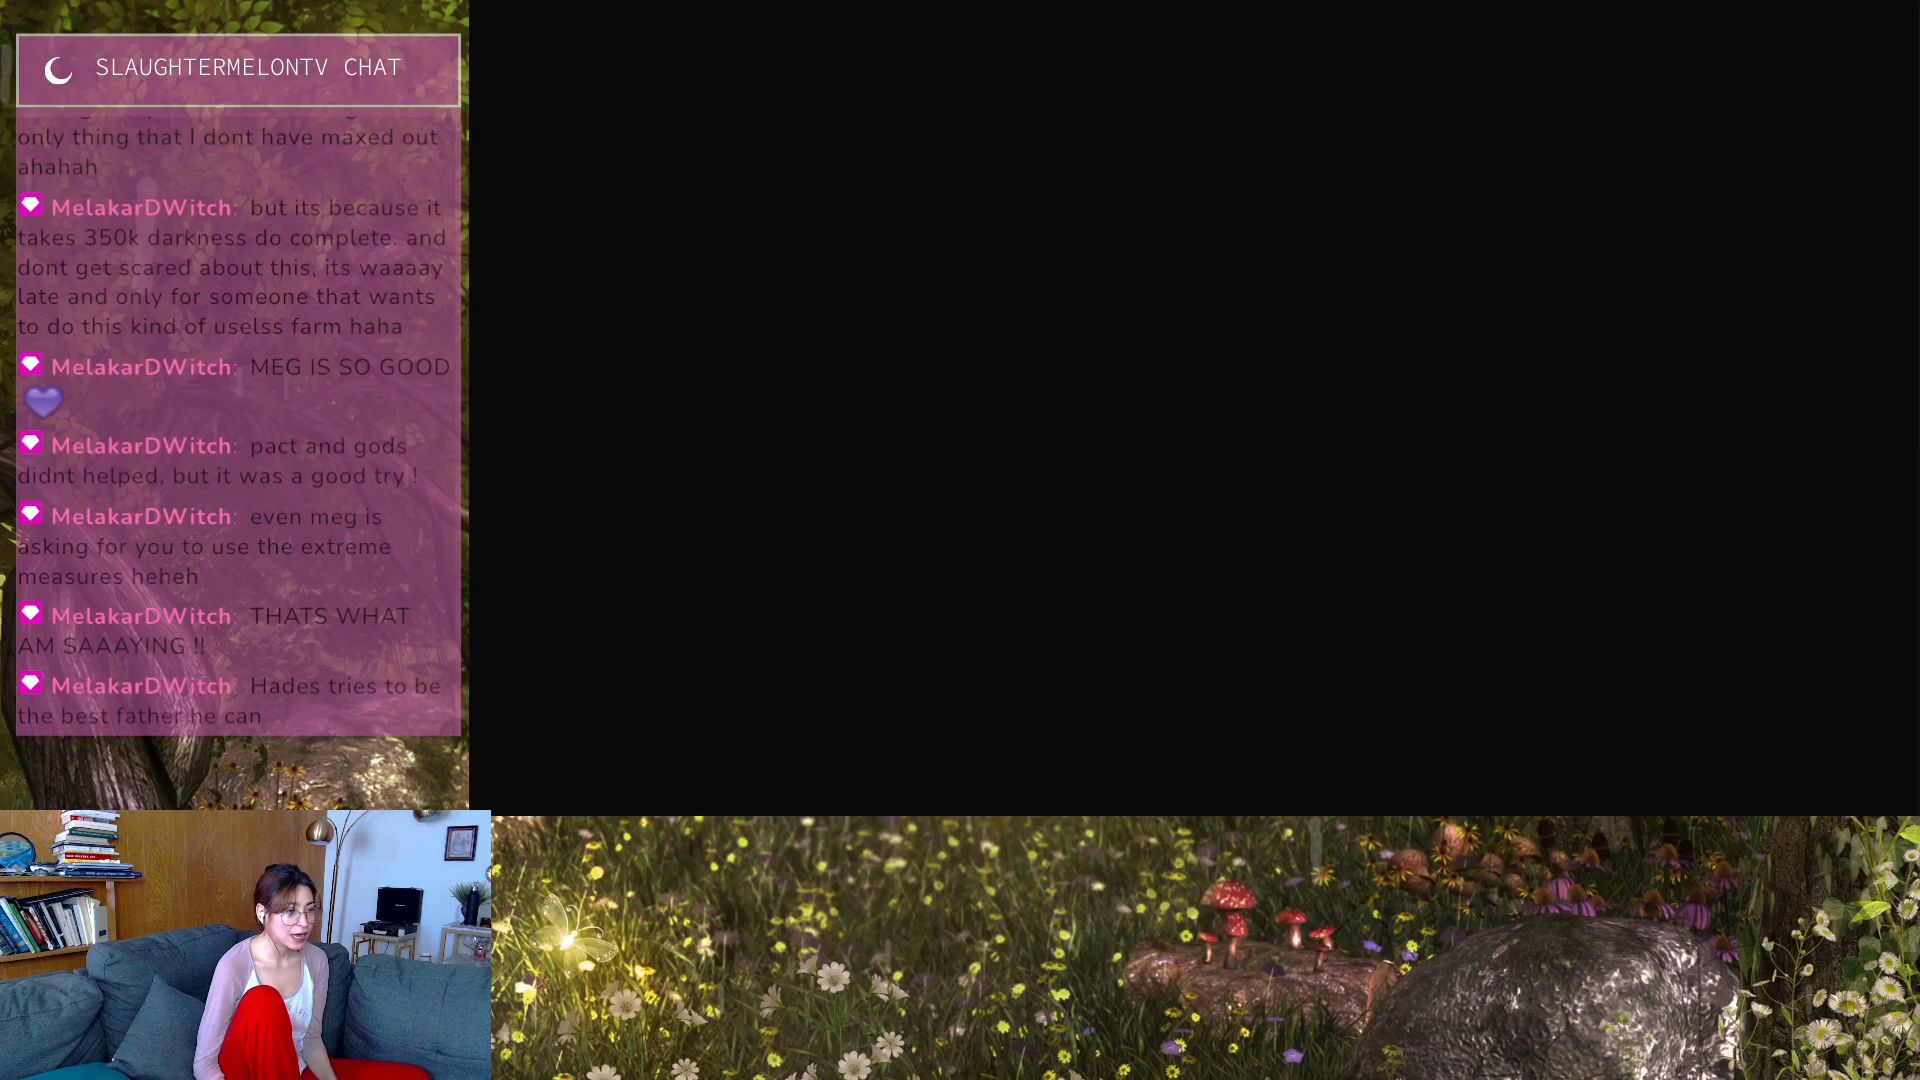 SLAUGHTERMELONTV CHAT
only thing that I dont have maxed out
ahahah
MelakarDWitch: but its because it
takes 350k darkness do complete. and
dont get scared about this, its waaaay
late and only for someone that wants
to do this kind of uselss farm haha
MelakarDWitch: MEG IS SO GOOD
MelakarDWitch: pact and gods
didnt helped, but it was a good try !
MelakarDWitch: even meg is
asking for you to use the extreme
measures heheh
MelakarDWitch: THATS WHAT
AM SAAAYING !!
MelakarDWitch: Hades tries to be
the best father he can